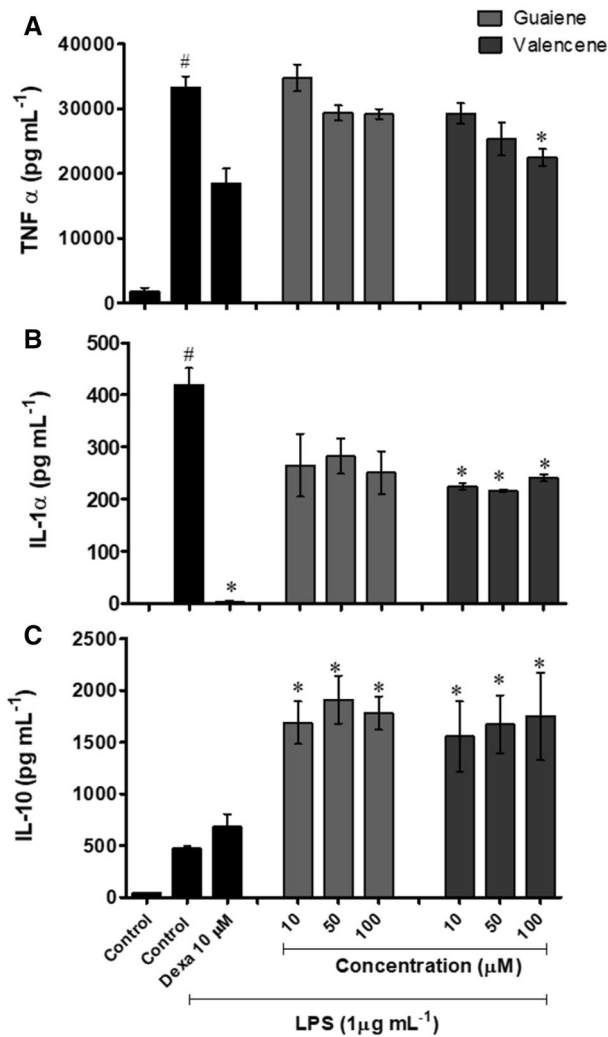 A
Guaiene
Valencene
TNF α (pg mL⁻¹)
40000
30000
20000
10000
0
#
*
B
IL-1α (pg mL⁻¹)
500
400
300
200
100
0
#
*
* * *
C
IL-10 (pg mL⁻¹)
2500
2000
1500
1000
500
0
* * * * * *
Control
Control
Dexa 10 µM
10
50
100
10
50
100
Concentration (μM)
LPS (1μg mL⁻¹)